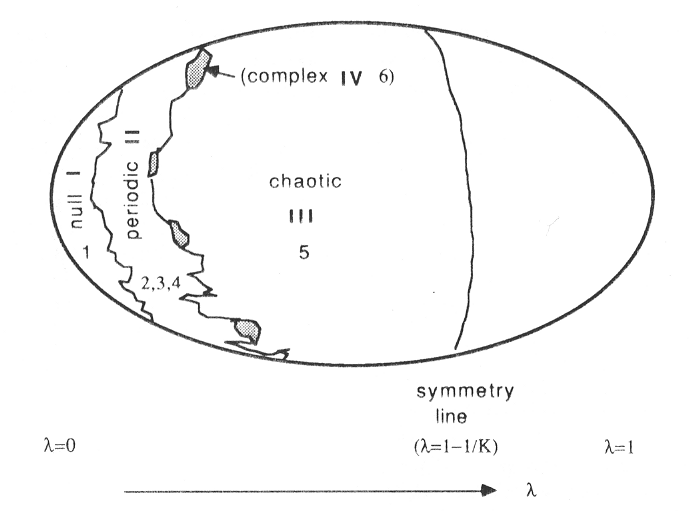 (complex IV 6)
null I
1
periodic II
2,3,4
chaotic
III
5
symmetry
line
λ=0
(λ=1−1/K)
λ=1
λ